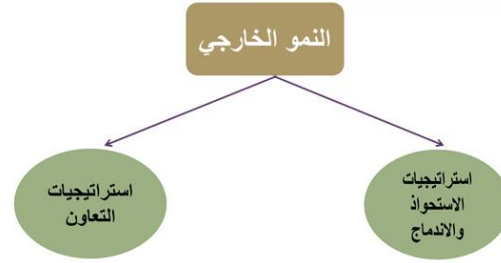 النمو الخارجي
استراتيجيات
الاستحواذ
والاندماج
استراتيجيات
التعاون